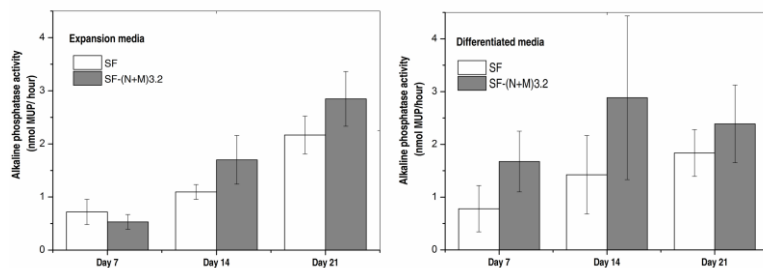 Alkaline phosphatase activity
(nmol MUP/ hour)
4
3
2
1
0
Expansion media
SF
SF-(N+M)3.2
Day 7
Day 14
Day 21
Alkaline phosphatase activity
(nmol MUP/hour)
4
3
2
1
0
Differentiated media
SF
SF-(N+M)3.2
Day 7
Day 14
Day 21